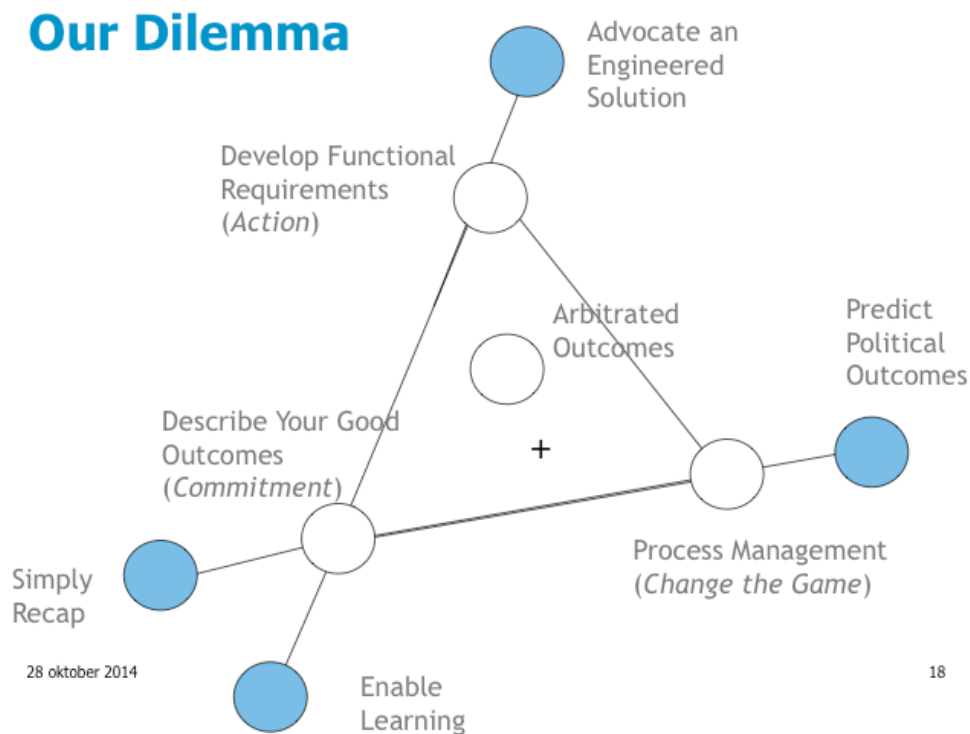 Our Dilemma
Advocate an
Engineered
Solution
Develop Functional
Requirements
(Action)
Arbitrated
Outcomes
Predict
Political
Outcomes
Describe Your Good
Outcomes
(Commitment)
+
Process Management
(Change the Game)
Simply
Recap
Enable
Learning
28 oktober 2014
18